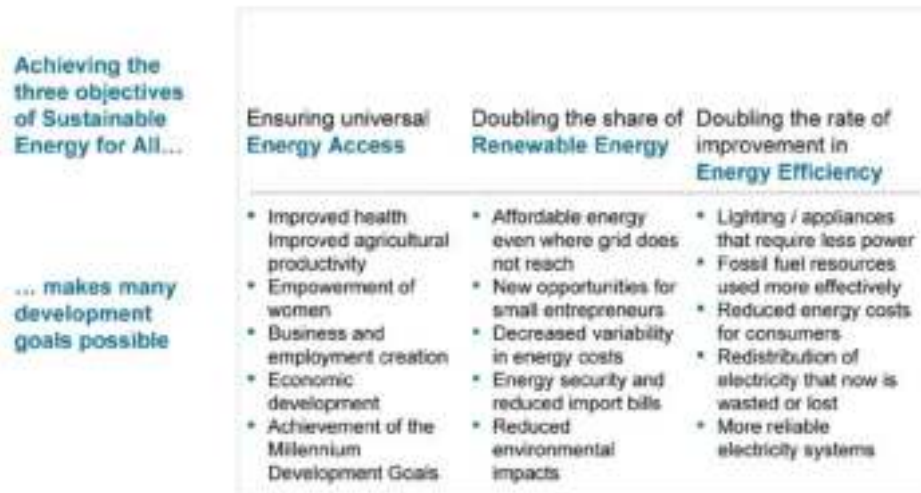 Achieving the
three objectives
of Sustainable
Energy for All...
Ensuring universal
Energy Access
Doubling the share of
Renewable Energy
Doubling the rate of
improvement in
Energy Efficiency
... makes many
development
goals possible
• Improved health
Improved agricultural
productivity
• Empowerment of
women
• Business and
employment creation
• Economic
development
• Achievement of the
Millennium
Development Goals
• Affordable energy
even where grid does
not reach
• New opportunities for
small entrepreneurs
• Decreased variability
in energy costs
• Energy security and
reduced import bills
• Reduced
environmental
impacts
• Lighting / appliances
that require less power
• Fossil fuel resources
used more effectively
• Reduced energy costs
for consumers
• Redistribution of
electricity that now is
wasted or lost
• More reliable
electricity systems